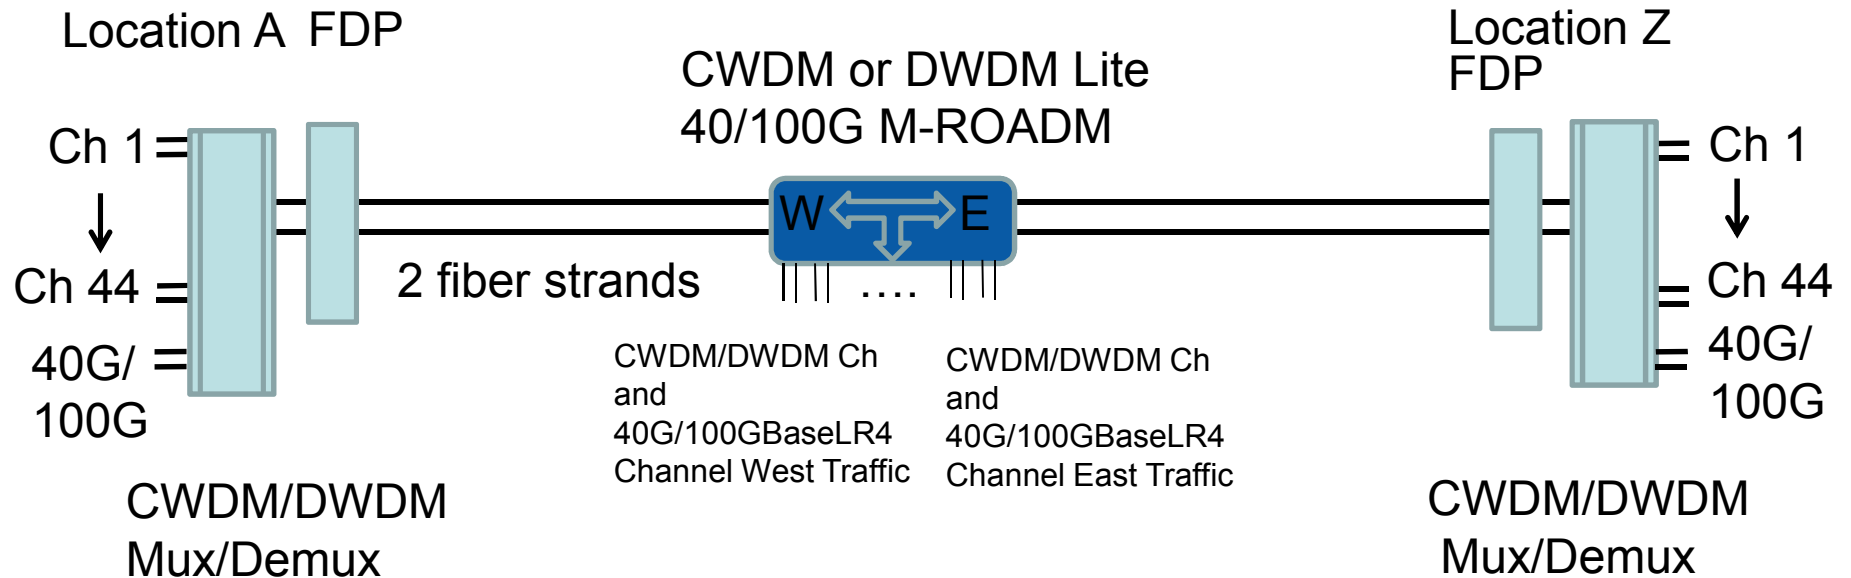 Location A FDP
Ch 1
Ch 44
40G/
100G
CWDM/DWDM
Mux/Demux
2 fiber strands
CWDM or DWDM Lite
40/100G M-ROADM
W E
....
CWDM/DWDM Ch
and
40G/100GBaseLR4
Channel West Traffic
CWDM/DWDM Ch
and
40G/100GBaseLR4
Channel East Traffic
Location Z
FDP
Ch 1
Ch 44
40G/
100G
CWDM/DWDM
Mux/Demux